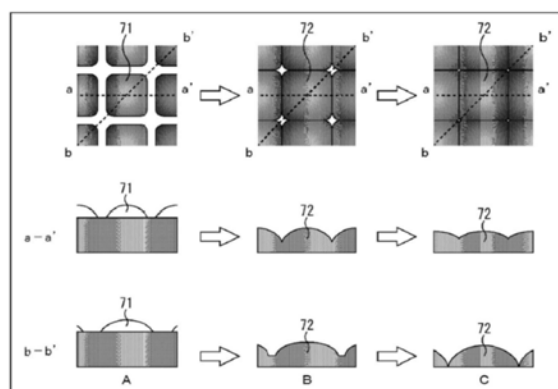 71 b' 72 b' 72 b'
a a' a a' a a'
b b b
71 72 72
a-a'
71 72 72
b-b'
A B C